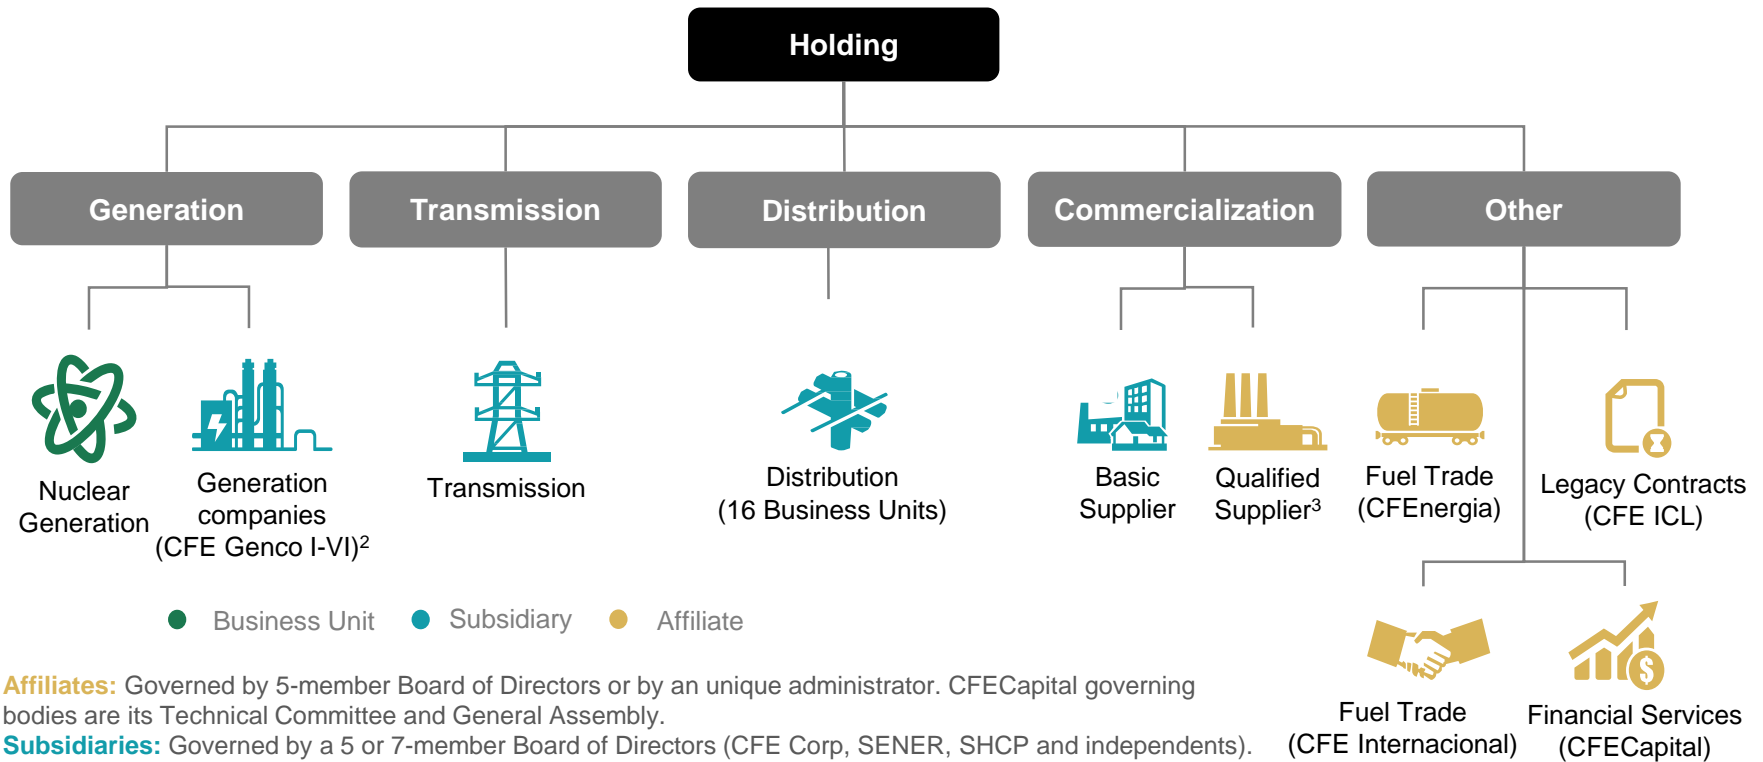 Holding
Generation
Transmission
Distribution
Commercialization
Other
Nuclear
Generation
Generation
companies
(CFE Genco I-VI)²
Transmission
Distribution
(16 Business Units)
Basic
Supplier
Qualified
Supplier³
Fuel Trade
(CFEnergia)
Legacy Contracts
(CFE ICL)
Fuel Trade
(CFE Internacional)
$
Financial Services
(CFECapital)
Business Unit
Subsidiary
Affiliate
Affiliates: Governed by 5-member Board of Directors or by an unique administrator. CFECapital governing
bodies are its Technical Committee and General Assembly.
Subsidiaries: Governed by a 5 or 7-member Board of Directors (CFE Corp, SENER, SHCP and independents).